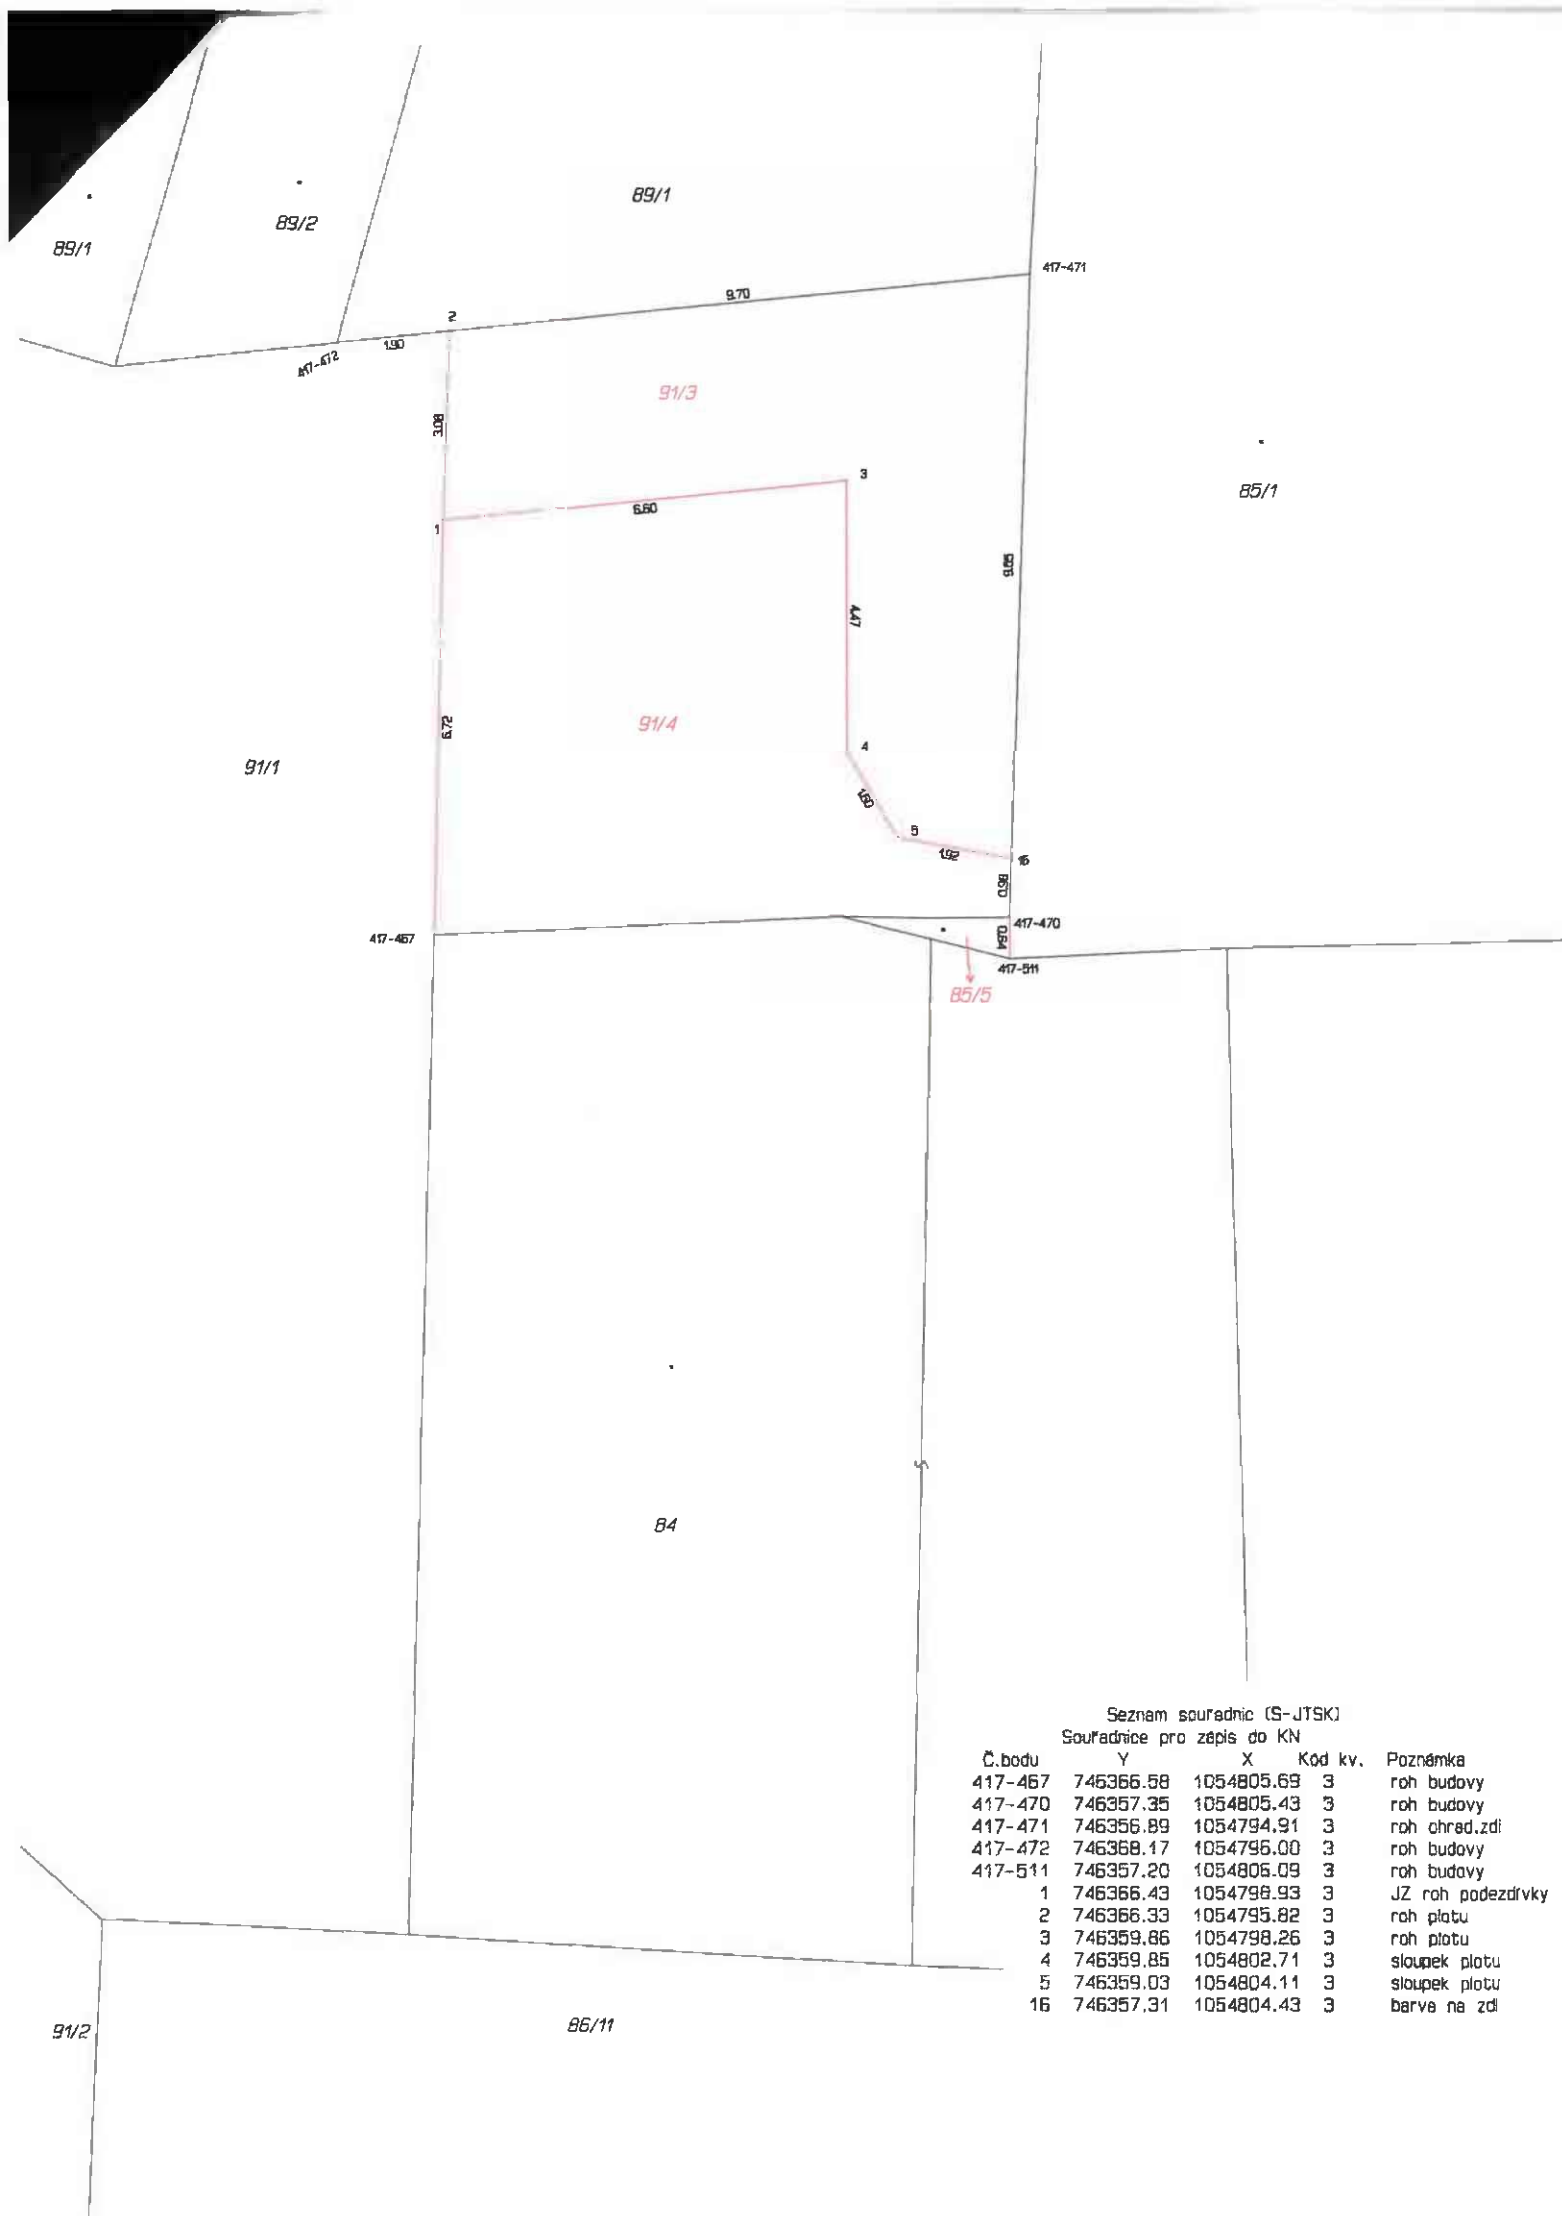 89/1
89/2
89/1
417-471
9.70
2
1.90
417-472
91/3
3.08
3
85/1
6.60
1
4.47
91/4
6.72
4
91/1
1.60
5
1.92
16
0.98
417-470
417-467
0.64
417-511
85/5
84
Seznam souřadnic (S-JTSK)
Souřadnice pro zápis do KN
Č.bodu Y X Kód kv. Poznámka
417-467 746366.58 1054805.69 3 roh budovy
417-470 746357.35 1054805.43 3 roh budovy
417-471 746356.89 1054794.91 3 roh ohrad.zdi
417-472 746368.17 1054796.00 3 roh budovy
417-511 746357.20 1054806.09 3 roh budovy
1 746366.43 1054798.93 3 JZ roh podezdívky
2 746366.33 1054795.82 3 roh plotu
3 746359.86 1054798.26 3 roh plotu
4 746359.85 1054802.71 3 sloupek plotu
5 746359.03 1054804.11 3 sloupek plotu
16 746357.31 1054804.43 3 barva na zdi
91/2
86/11